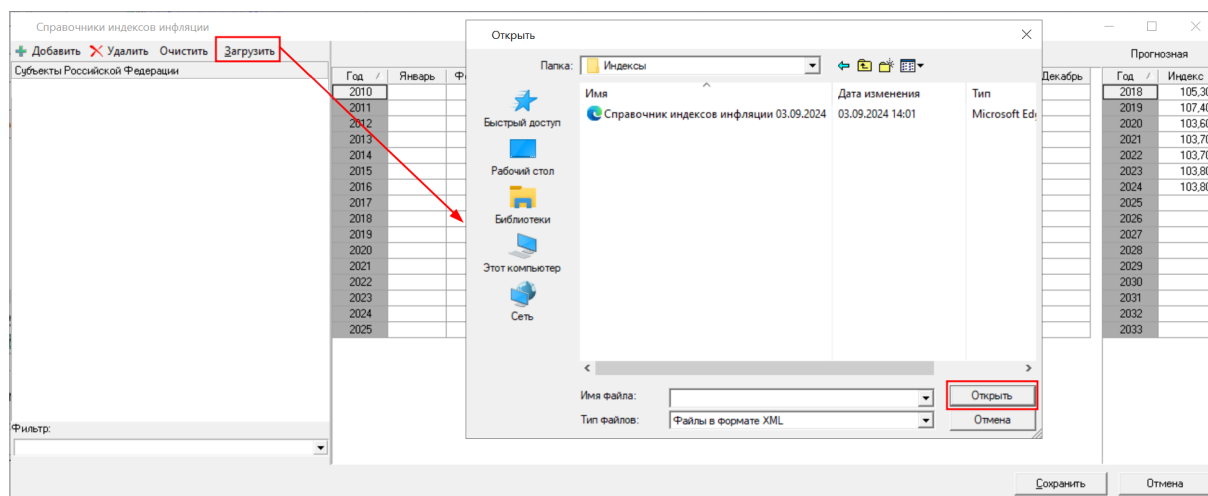 Справочники индексов инфляции
Добавить Удалить Очистить Загрузить
Субъекты Российской Федерации
Год / Январь
2010
2011
2012
2013
2014
2015
2016
2017
2018
2019
2020
2021
2022
2023
2024
2025
Фильтр:
Открыть
Папка: Индексы
Быстрый доступ
Рабочий стол
Библиотеки
Этот компьютер
Сеть
Имя Дата изменения Тип
Справочник индексов инфляции 03.09.2024 03.09.2024 14:01 Microsoft Ed
Имя файла: Открыть
Тип файлов: Файлы в формате XML Отмена
Декабрь
Прогнозная
Год / Индекс
2018 105,30
2019 107,40
2020 103,60
2021 103,70
2022 103,70
2023 103,80
2024 103,80
2025
2026
2027
2028
2029
2030
2031
2032
2033
Сохранить Отмена